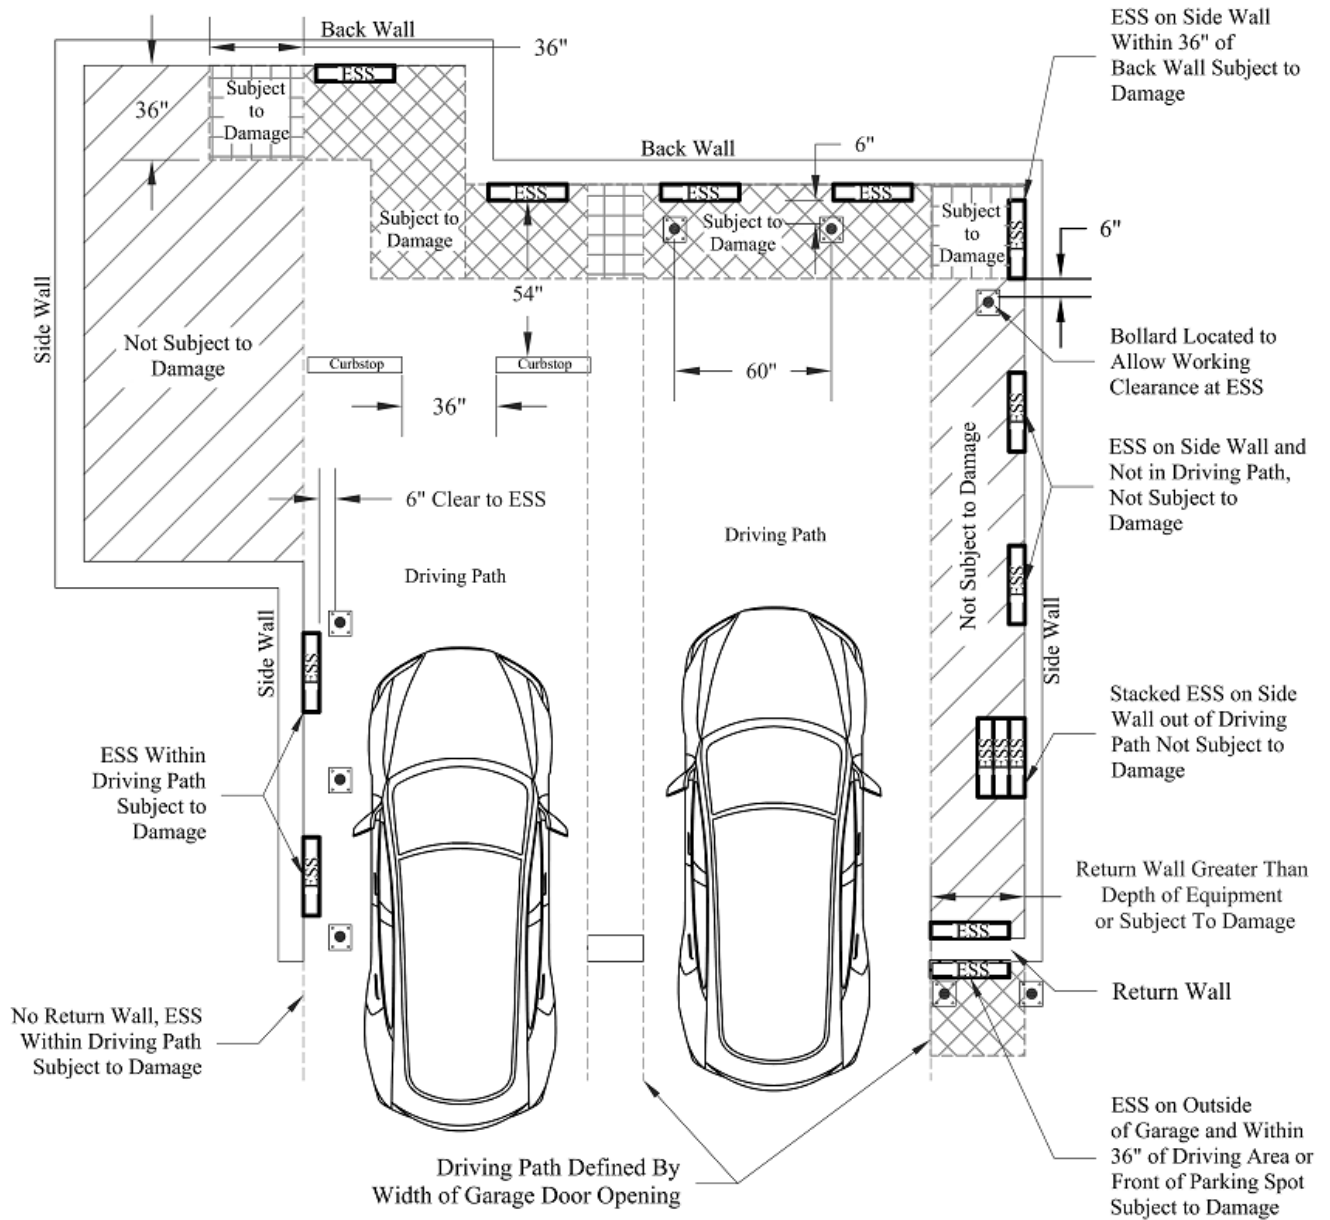 Back Wall
36"
ESS on Side Wall
Within 36" of
Back Wall Subject to
Damage
ESS
Subject
to
Damage
36"
Back Wall
6"
ESS
ESS
ESS
Subject to
Damage
Subject to
Damage
Subject
to
Damage
ESS
6"
54"
Side Wall
Not Subject to
Damage
Curbstop
Curbstop
60"
36"
Bollard Located to
Allow Working
Clearance at ESS
ESS
ESS on Side Wall and
Not in Driving Path,
Not Subject to
Damage
6" Clear to ESS
Driving Path
Driving Path
Not Subject to Damage
ESS
Side Wall
Side Wall
ESS
Stacked ESS on Side
Wall out of Driving
Path Not Subject to
Damage
ESS
ESS
ESS
ESS Within
Driving Path
Subject to
Damage
ESS
Return Wall Greater Than
Depth of Equipment
or Subject To Damage
ESS
ESS
Return Wall
No Return Wall, ESS
Within Driving Path
Subject to Damage
ESS on Outside
of Garage and Within
36" of Driving Area or
Front of Parking Spot
Subject to Damage
Driving Path Defined By
Width of Garage Door Opening